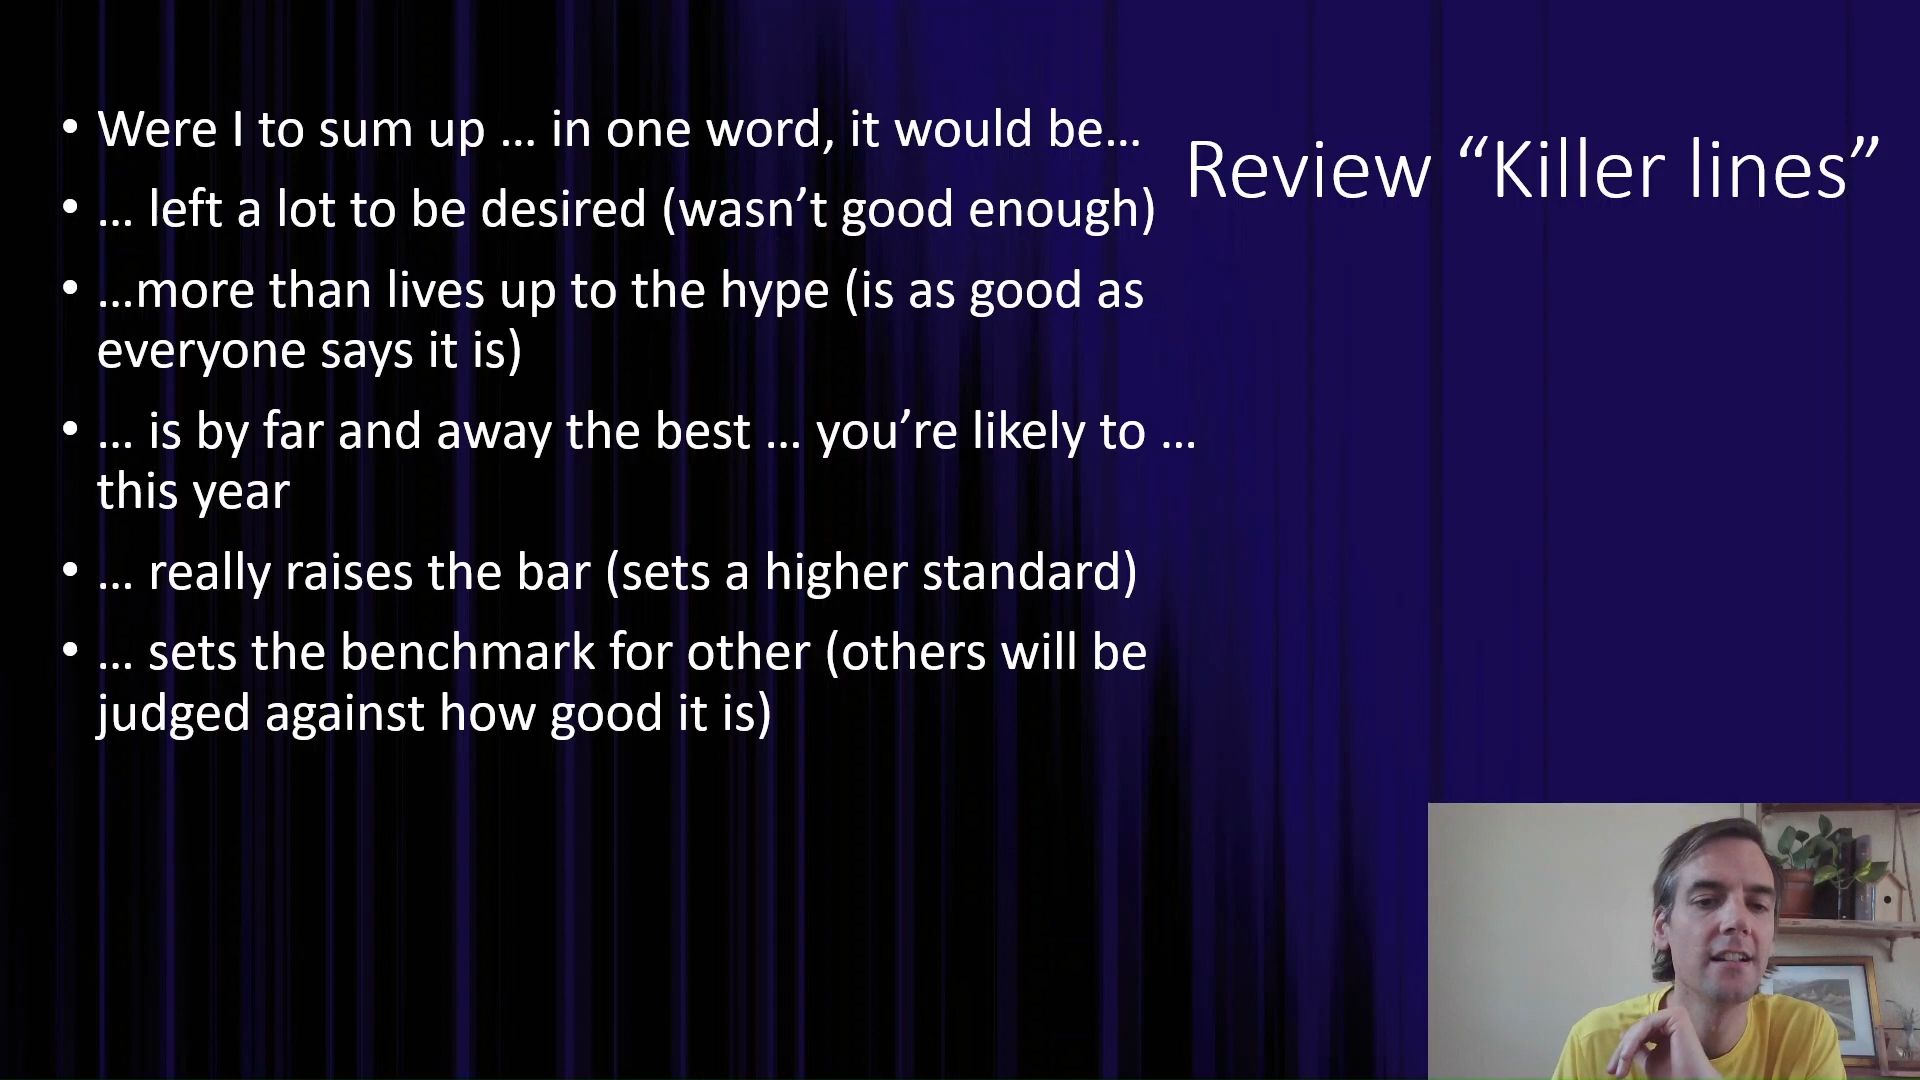 Review “Killer lines”
• Were I to sum up … in one word, it would be…
• … left a lot to be desired (wasn’t good enough)
• …more than lives up to the hype (is as good as
everyone says it is)
• … is by far and away the best … you’re likely to …
this year
• … really raises the bar (sets a higher standard)
• … sets the benchmark for other (others will be
judged against how good it is)